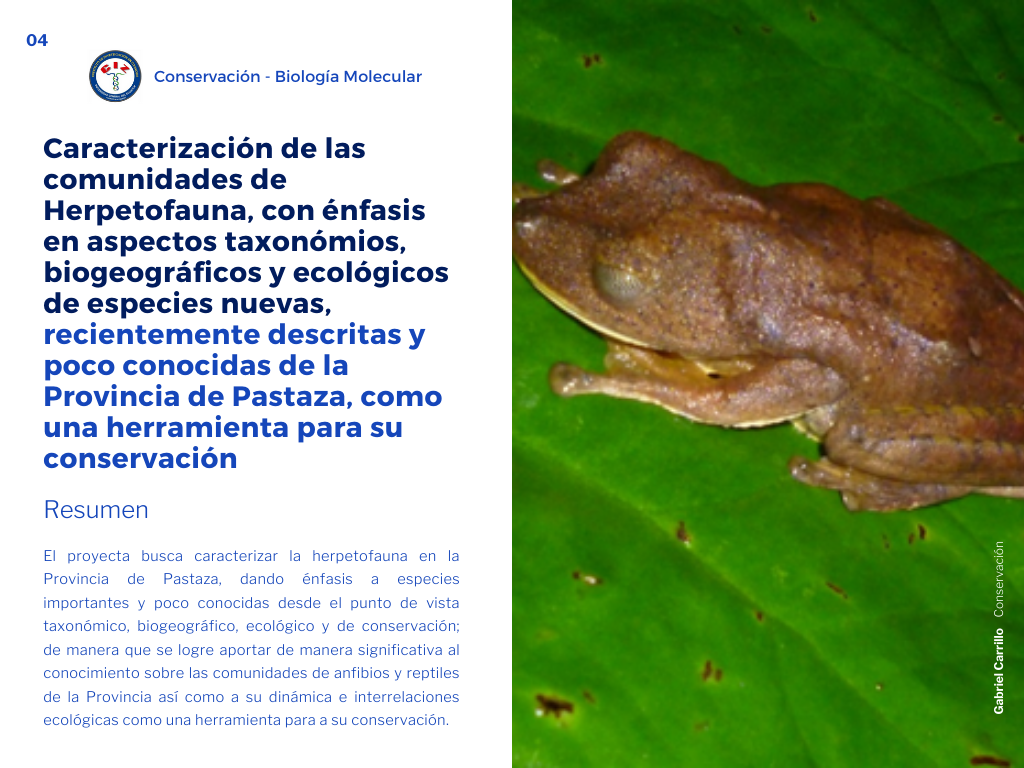 04
Conservación - Biología Molecular
Caracterización de las
comunidades de
Herpetofauna, con énfasis
en aspectos taxonómios,
biogeográficos y ecológicos
de especies nuevas,
recientemente descritas y
poco conocidas de la
Provincia de Pastaza, como
una herramienta para su
conservación
Resumen
El proyecta busca caracterizar la herpetofauna en la
Provincia de Pastaza, dando énfasis a especies
importantes y poco conocidas desde el punto de vista
taxonómico, biogeográfico, ecológico y de conservación;
de manera que se logre aportar de manera significativa al
conocimiento sobre las comunidades de anfibios y reptiles
de la Provincia así como a su dinámica e interrelaciones
ecológicas como una herramienta para a su conservación.
Gabriel Carrillo Conservación